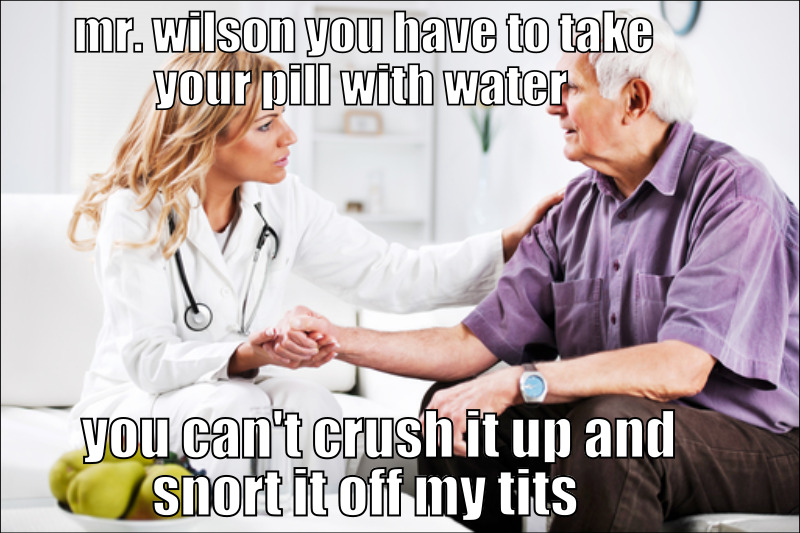 mr. wilson you have to take
your pill with water
you can't crush it up and
snort it off my tits